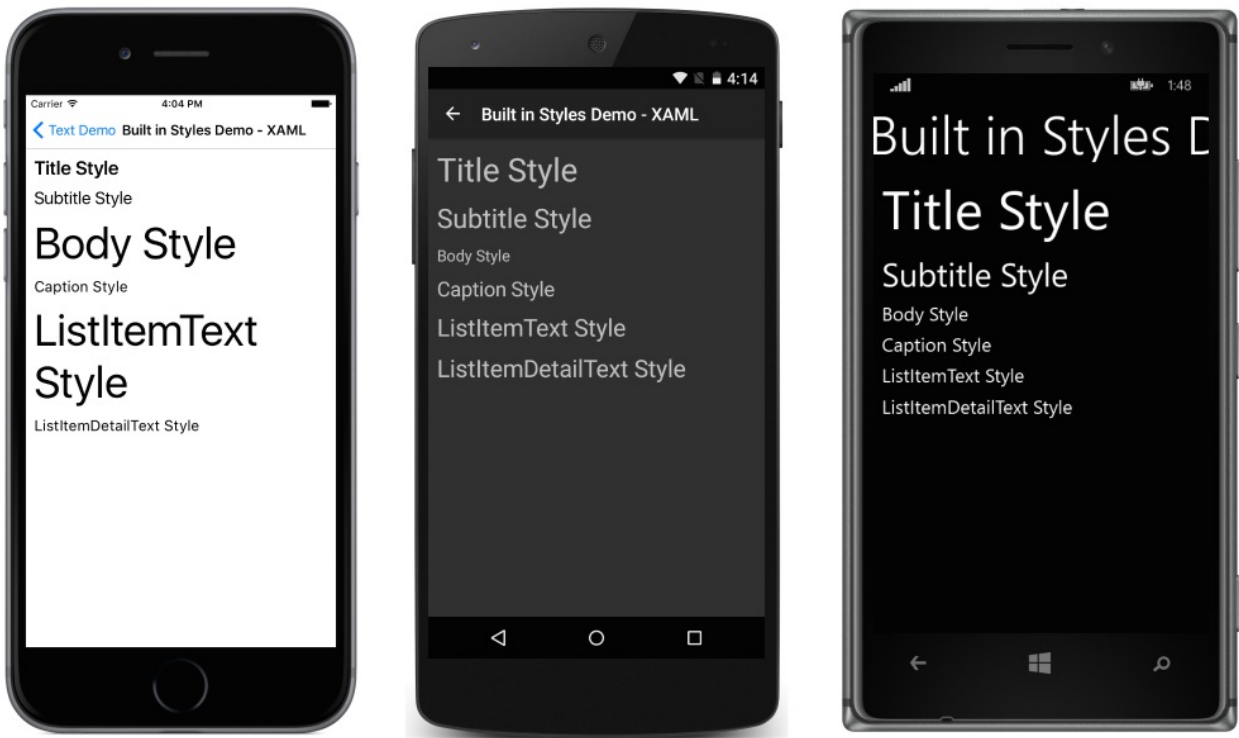 Carrier 4:04 PM
Text Demo Built in Styles Demo - XAML
Title Style
Subtitle Style
Body Style
Caption Style
ListItemText
Style
ListItemDetailText Style
4:14
Built in Styles Demo - XAML
Title Style
Subtitle Style
Body Style
Caption Style
ListItemText Style
ListItemDetailText Style
1:48
Built in Styles D
Title Style
Subtitle Style
Body Style
Caption Style
ListItemText Style
ListItemDetailText Style